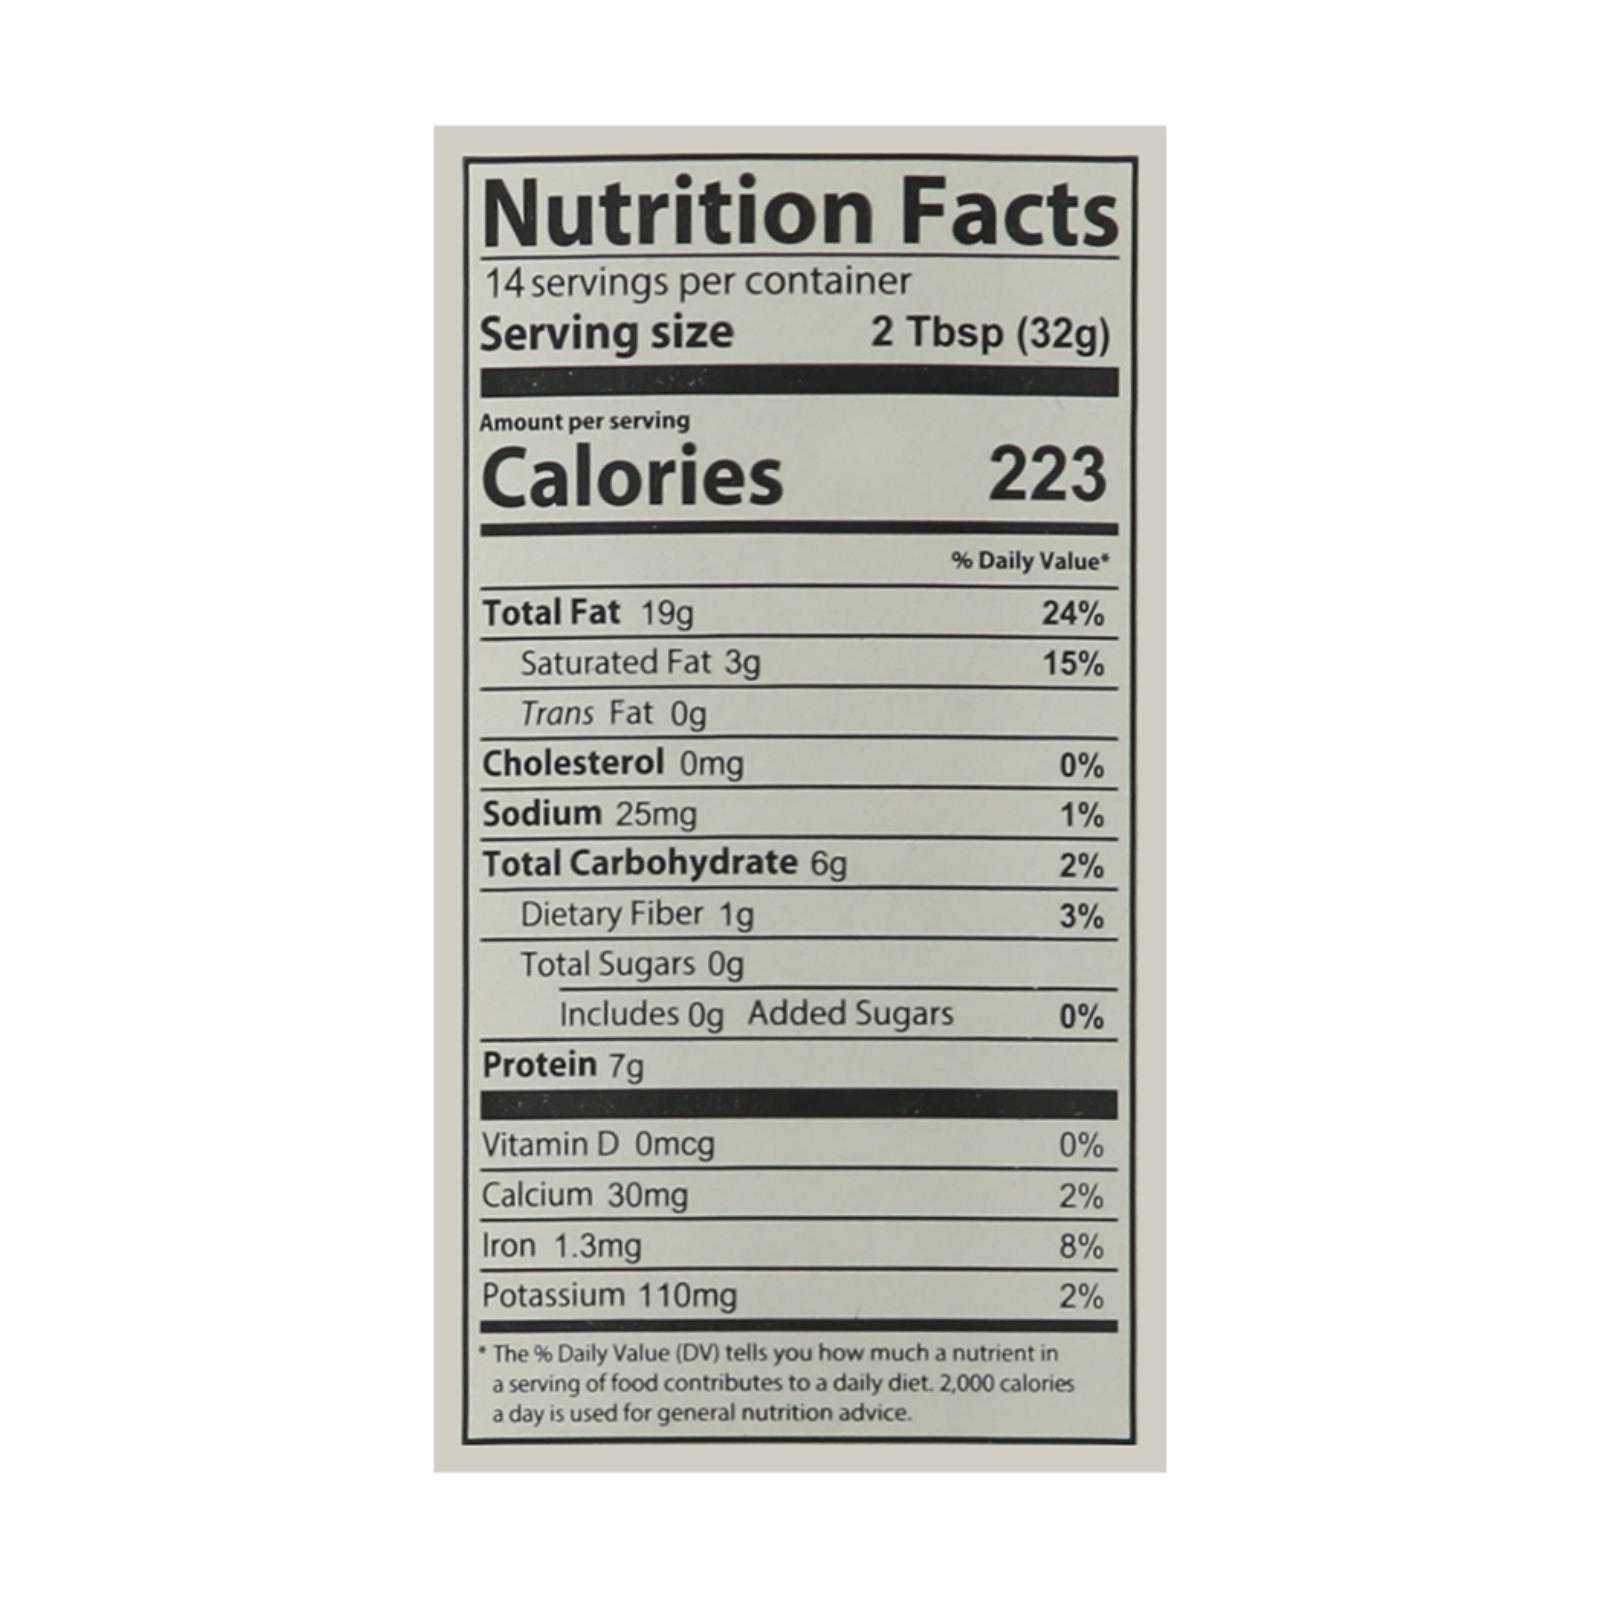 Nutrition Facts
14 servings per container
Serving size 2 Tbsp (32g)
Amount per serving
Calories 223
% Daily Value*
Total Fat 19g 24%
Saturated Fat 3g 15%
Trans Fat 0g
Cholesterol 0mg 0%
Sodium 25mg 1%
Total Carbohydrate 6g 2%
Dietary Fiber 1g 3%
Total Sugars 0g
Includes 0g Added Sugars 0%
Protein 7g
Vitamin D 0mcg 0%
Calcium 30mg 2%
Iron 1.3mg 8%
Potassium 110mg 2%
* The % Daily Value (DV) tells you how much a nutrient in
a serving of food contributes to a daily diet. 2,000 calories
a day is used for general nutrition advice.